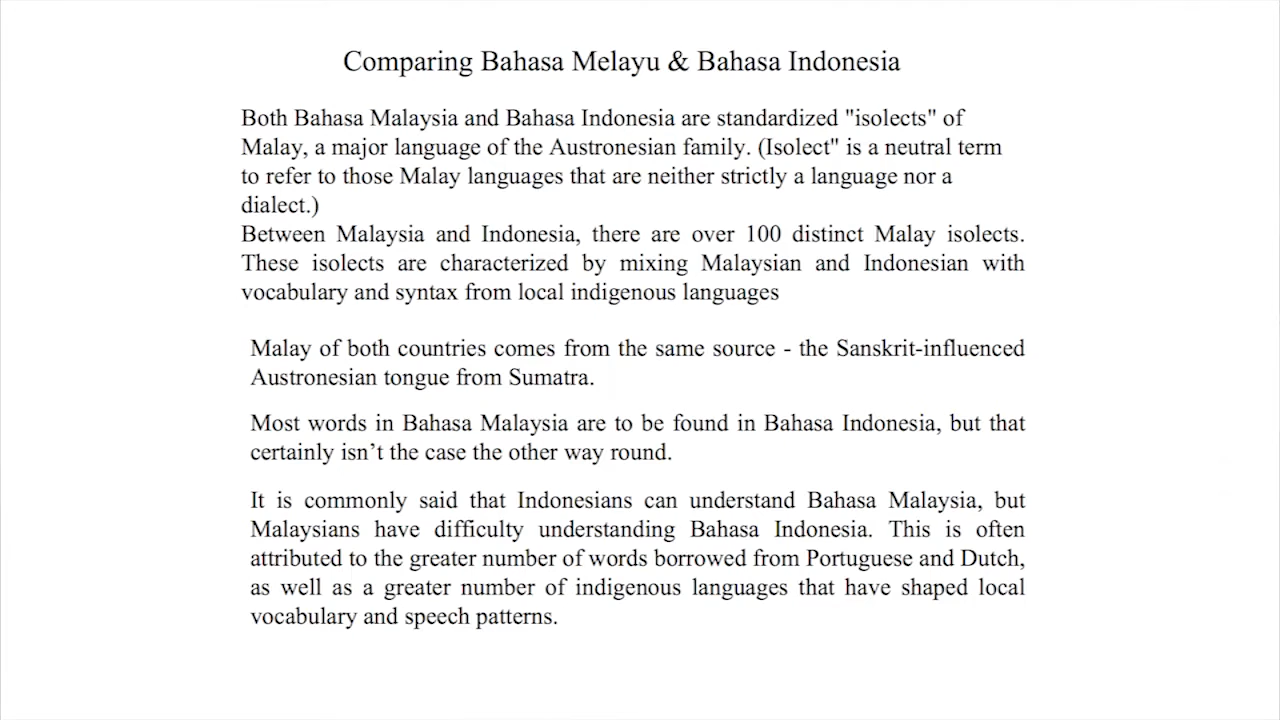 Comparing Bahasa Melayu & Bahasa Indonesia
Both Bahasa Malaysia and Bahasa Indonesia are standardized "isolects" of
Malay, a major language of the Austronesian family. (Isolect" is a neutral term
to refer to those Malay languages that are neither strictly a language nor a
dialect.)
Between Malaysia and Indonesia, there are over 100 distinct Malay isolects.
These isolects are characterized by mixing Malaysian and Indonesian with
vocabulary and syntax from local indigenous languages
Malay of both countries comes from the same source - the Sanskrit-influenced
Austronesian tongue from Sumatra.
Most words in Bahasa Malaysia are to be found in Bahasa Indonesia, but that
certainly isn’t the case the other way round.
It is commonly said that Indonesians can understand Bahasa Malaysia, but
Malaysians have difficulty understanding Bahasa Indonesia. This is often
attributed to the greater number of words borrowed from Portuguese and Dutch,
as well as a greater number of indigenous languages that have shaped local
vocabulary and speech patterns.